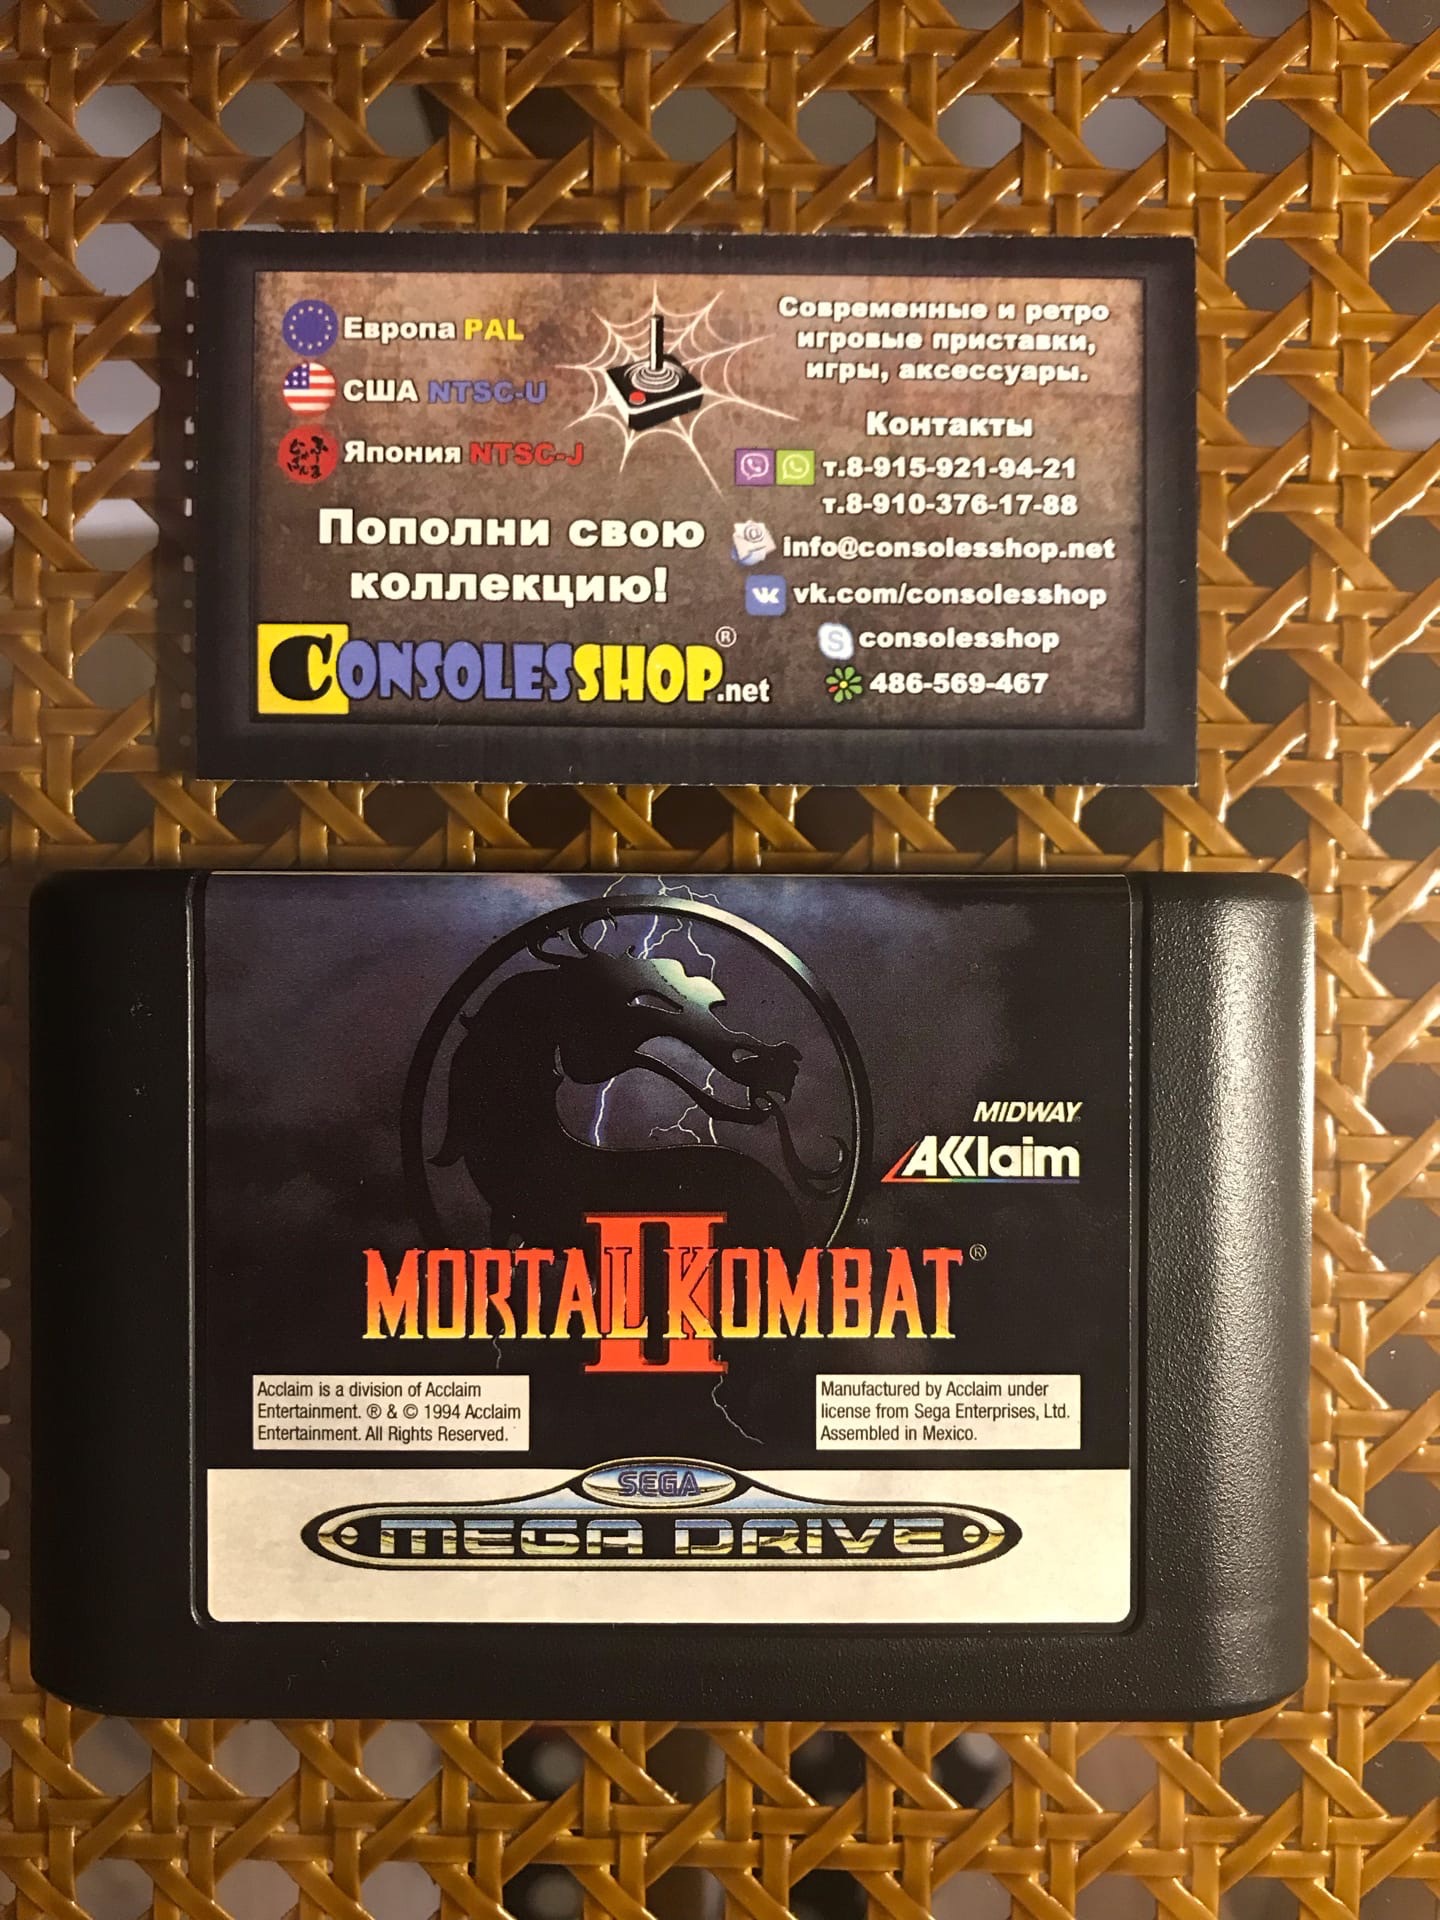 Европа PAL
США NTSC-U
Япония NTSC-J
Пополни свою
коллекцию!
CONSOLESSHOP.net ®
Современные и ретро
игровые приставки,
игры, аксессуары.
Контакты
т.8-915-921-94-21
т.8-910-376-17-88
info@consolesshop.net
vk.com/consolesshop
consolesshop
486-569-467
MIDWAY
AKKlaim
II
MORTAL KOMBAT ®
Acclaim is a division of Acclaim
Entertainment. ® & © 1994 Acclaim
Entertainment. All Rights Reserved.
Manufactured by Acclaim under
license from Sega Enterprises, Ltd.
Assembled in Mexico.
SEGA
MEGA DRIVE